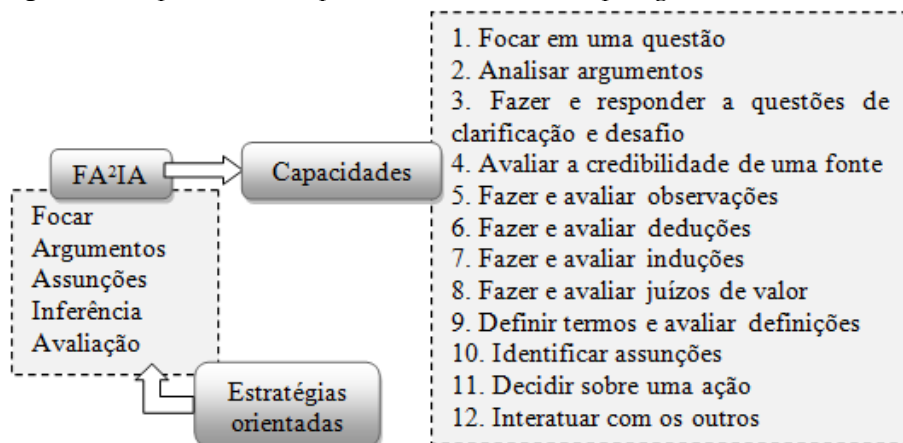 FA²IA
Focar
Argumentos
Assunções
Inferência
Avaliação
Estratégias
orientadas
Capacidades
1. Focar em uma questão
2. Analisar argumentos
3. Fazer e responder a questões de
clarificação e desafio
4. Avaliar a credibilidade de uma fonte
5. Fazer e avaliar observações
6. Fazer e avaliar deduções
7. Fazer e avaliar induções
8. Fazer e avaliar juízos de valor
9. Definir termos e avaliar definições
10. Identificar assunções
11. Decidir sobre uma ação
12. Interatuar com os outros